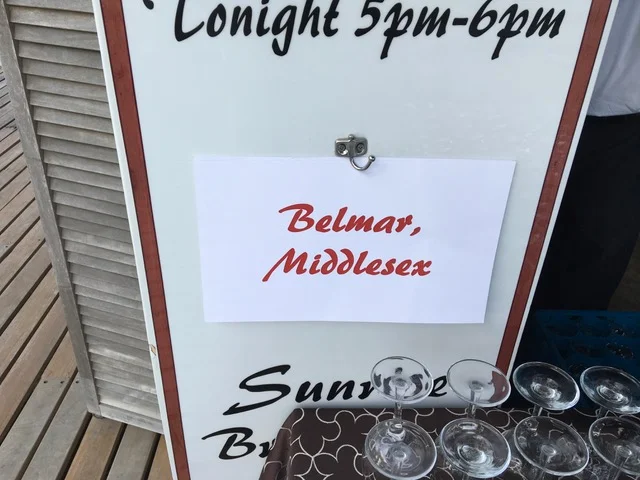 Tonight 5pm-6pm
Belmar,
Middlesex